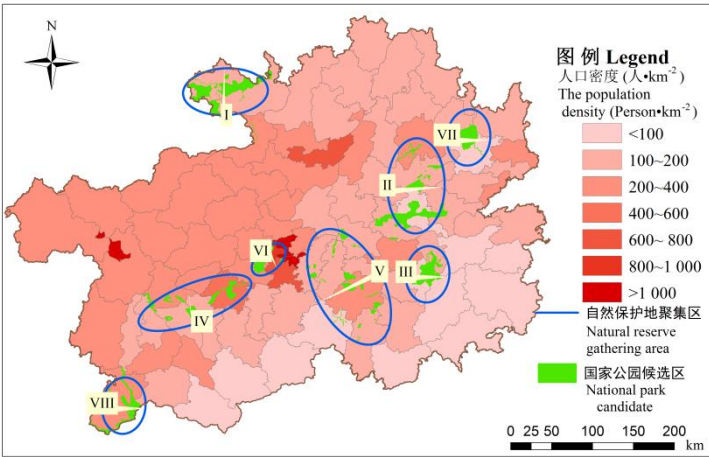 N
图 例 Legend
人口密度 (人•km-2)
The population
density (Person•km-2)
<100
100~200
200~400
400~600
600~ 800
800~1 000
>1 000
自然保护地聚集区
Natural reserve
gathering area
国家公园候选区
National park
candidate
I
VII
II
VI
V
III
IV
VIII
0 25 50 100 150 200
km